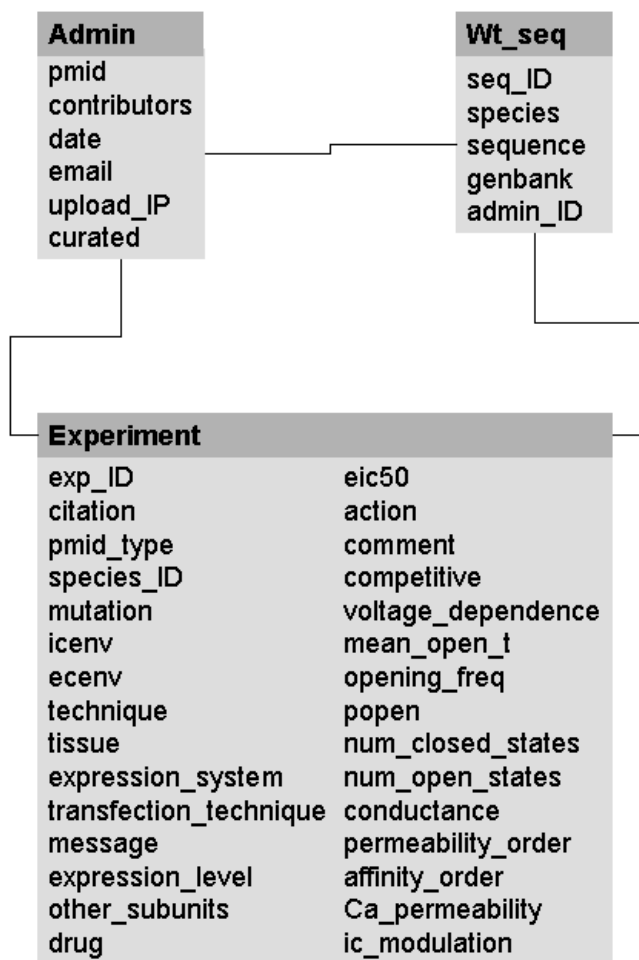 Admin
pmid
contributors
date
email
upload_IP
curated
Wt_seq
seq_ID
species
sequence
genbank
admin_ID
Experiment
exp_ID
citation
pmid_type
species_ID
mutation
icenv
ecenv
technique
tissue
expression_system
transfection_technique
message
expression_level
other_subunits
drug
eic50
action
comment
competitive
voltage_dependence
mean_open_t
opening_freq
popen
num_closed_states
num_open_states
conductance
permeability_order
affinity_order
Ca_permeability
ic_modulation